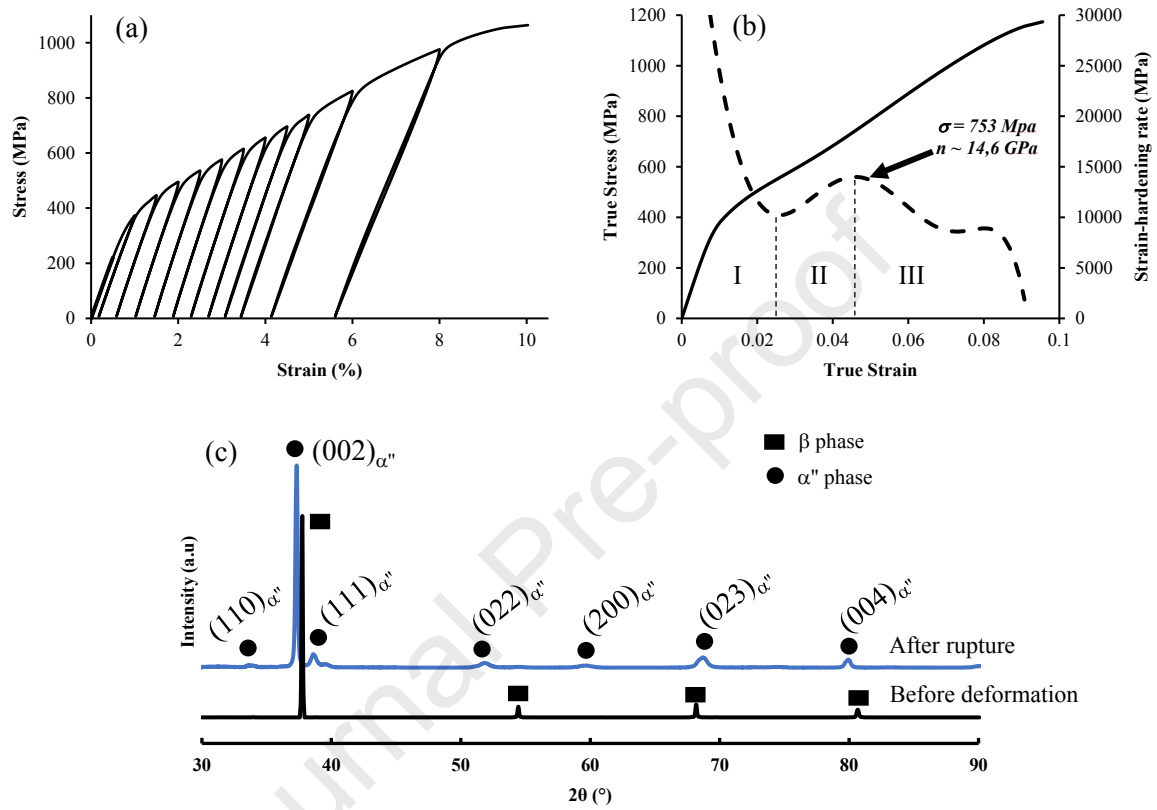 (a)
1000
800
600
400
200
0
Stress (MPa)
0 2 4 6 8 10
Strain (%)
(b)
1200
1000
800
600
400
200
0
True Stress (MPa)
30000
25000
20000
15000
10000
5000
0
Strain-hardening rate (MPa)
σ = 753 Mpa
n ~ 14,6 GPa
I II III
0 0.02 0.04 0.06 0.08 0.1
True Strain
(c)
β phase
α" phase
(002)α"
(110)α"
(111)α"
(022)α"
(200)α"
(023)α"
(004)α"
After rupture
Before deformation
Intensity (a.u)
30 40 50 60 70 80 90
2θ (°)
urnal Pre-proof